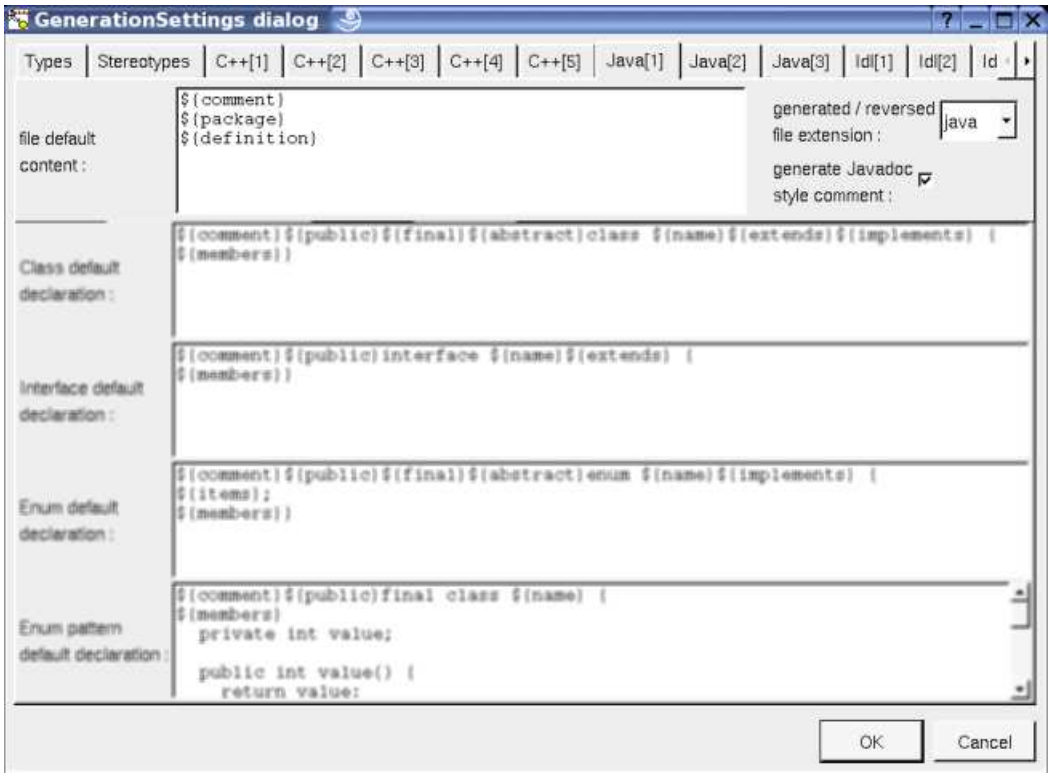 GenerationSettings dialog
Types Stereotypes C++[1] C++[2] C++[3] C++[4] C++[5] Java[1] Java[2] Java[3] Idl[1] Idl[2] Id
file default
content :
${comment}
${package}
${definition}
generated / reversed
file extension :
java
generate Javadoc
style comment :
Class default
declaration :
${comment}${public}${final}${abstract}class ${name}${extends}${implements} {
${members}}
Interface default
declaration :
${comment}${public}interface ${name}${extends} {
${members}}
Enum default
declaration :
${comment}${public}${final}${abstract}enum ${name}${implements} {
${items};
${members}}
Enum pattern
default declaration :
${comment}${public}final class ${name} {
${members}
private int value;
public int value() {
return value;
OK Cancel